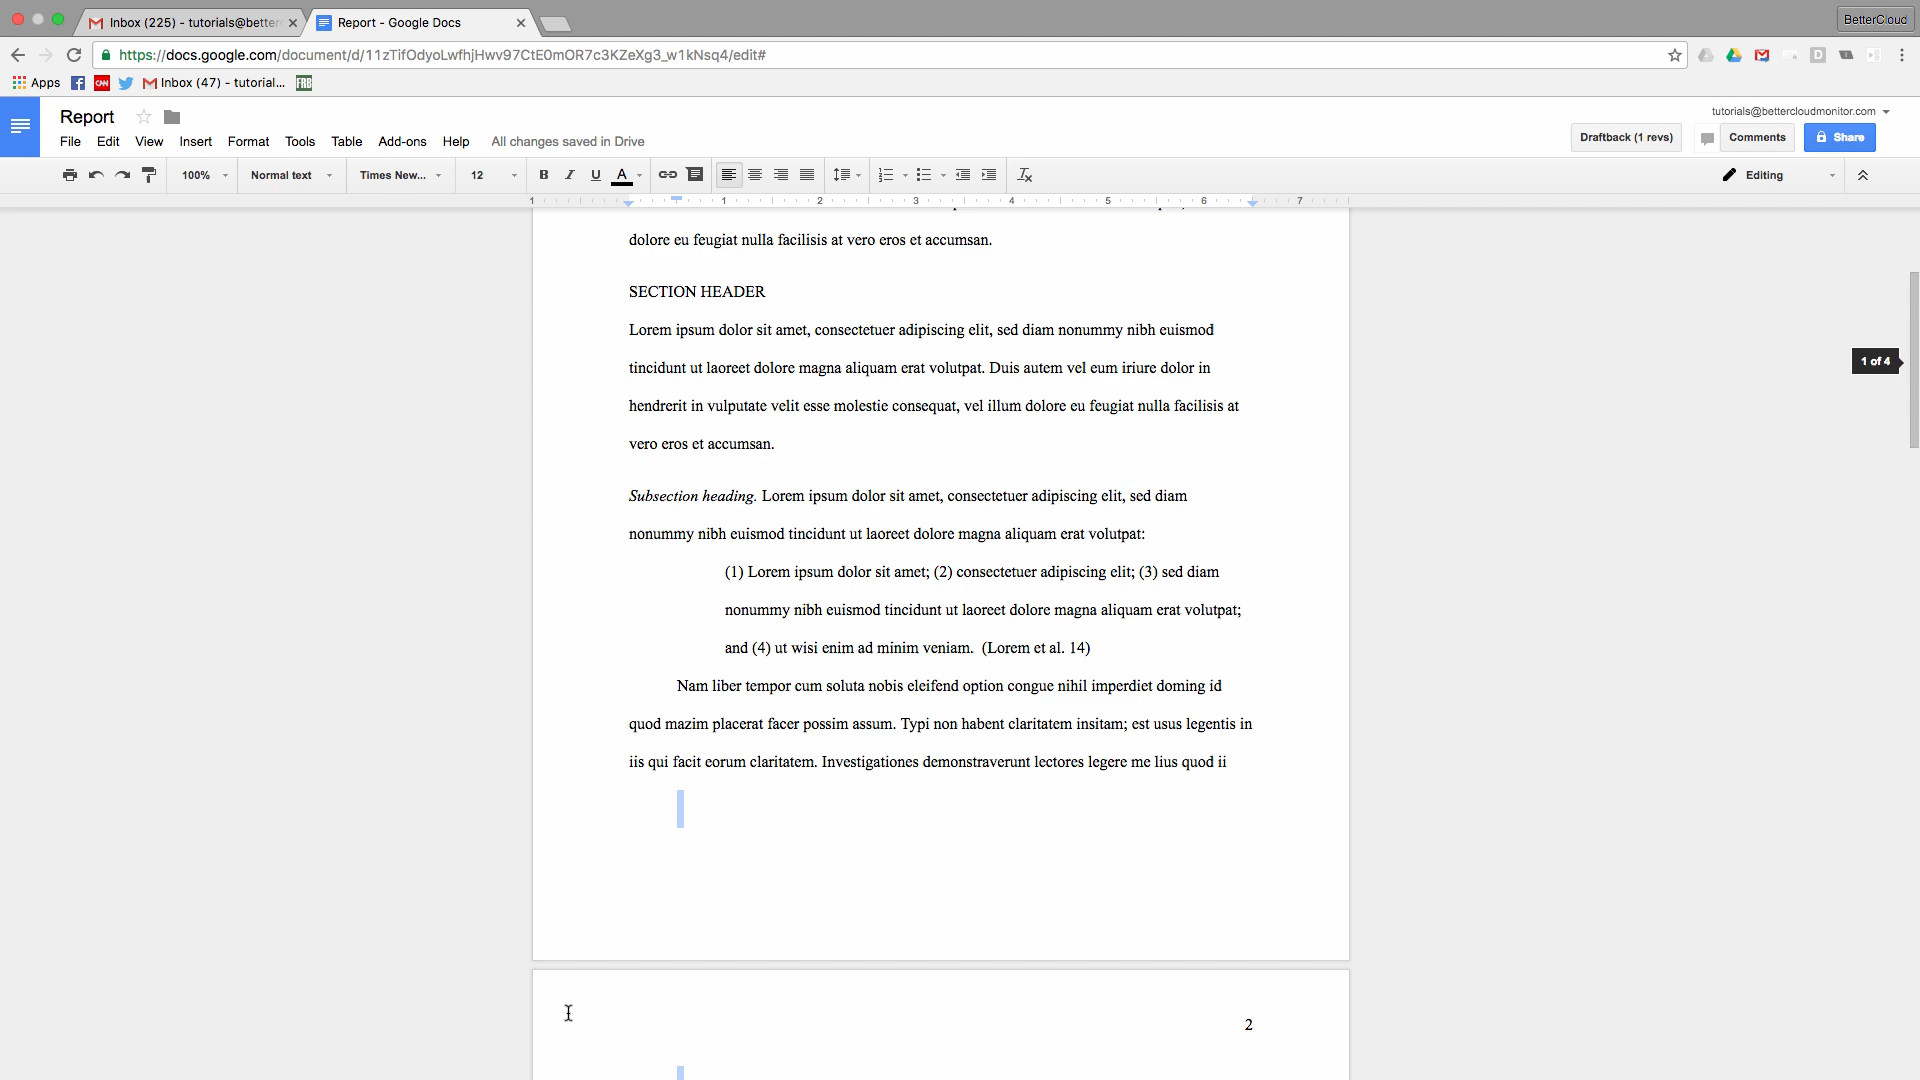 Inbox (225) - tutorials@better
Report - Google Docs
BetterCloud
https://docs.google.com/document/d/11zTifOdyoLwfhjHwv97CtE0mOR7c3KZeXg3_w1kNsq4/edit#
Apps
CNN
Inbox (47) - tutorial...
FRB
Report
tutorials@bettercloudmonitor.com
File Edit View Insert Format Tools Table Add-ons Help All changes saved in Drive
Draftback (1 revs) Comments Share
100% Normal text Times New... 12 B I U A Editing
1 1 2 3 4 5 6 7
dolore eu feugiat nulla facilisis at vero eros et accumsan.
SECTION HEADER
Lorem ipsum dolor sit amet, consectetuer adipiscing elit, sed diam nonummy nibh euismod
tincidunt ut laoreet dolore magna aliquam erat volutpat. Duis autem vel eum iriure dolor in
hendrerit in vulputate velit esse molestie consequat, vel illum dolore eu feugiat nulla facilisis at
vero eros et accumsan.
1 of 4
Subsection heading. Lorem ipsum dolor sit amet, consectetuer adipiscing elit, sed diam
nonummy nibh euismod tincidunt ut laoreet dolore magna aliquam erat volutpat:
(1) Lorem ipsum dolor sit amet; (2) consectetuer adipiscing elit; (3) sed diam
nonummy nibh euismod tincidunt ut laoreet dolore magna aliquam erat volutpat;
and (4) ut wisi enim ad minim veniam.  (Lorem et al. 14)
Nam liber tempor cum soluta nobis eleifend option congue nihil imperdiet doming id
quod mazim placerat facer possim assum. Typi non habent claritatem insitam; est usus legentis in
iis qui facit eorum claritatem. Investigationes demonstraverunt lectores legere me lius quod ii
2